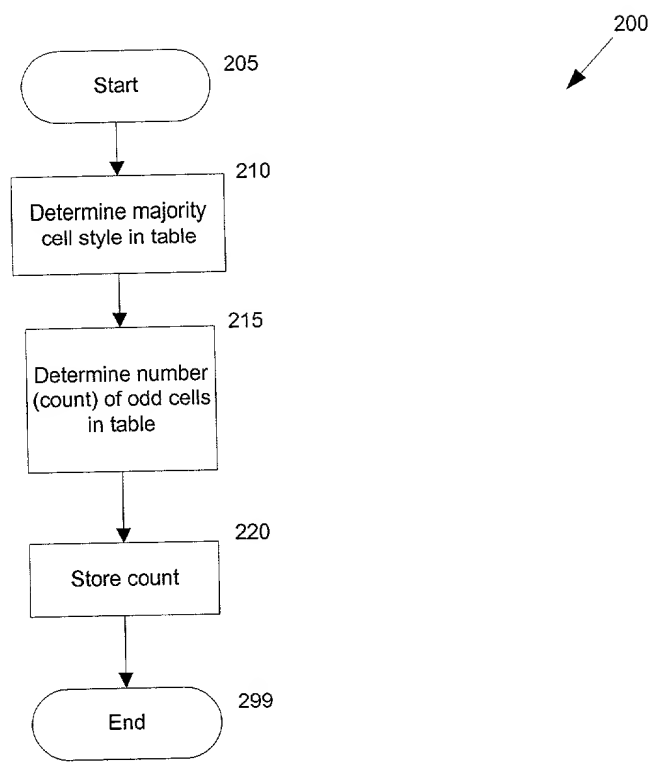 200
205
Start
210
Determine majority
cell style in table
215
Determine number
(count) of odd cells
in table
220
Store count
299
End